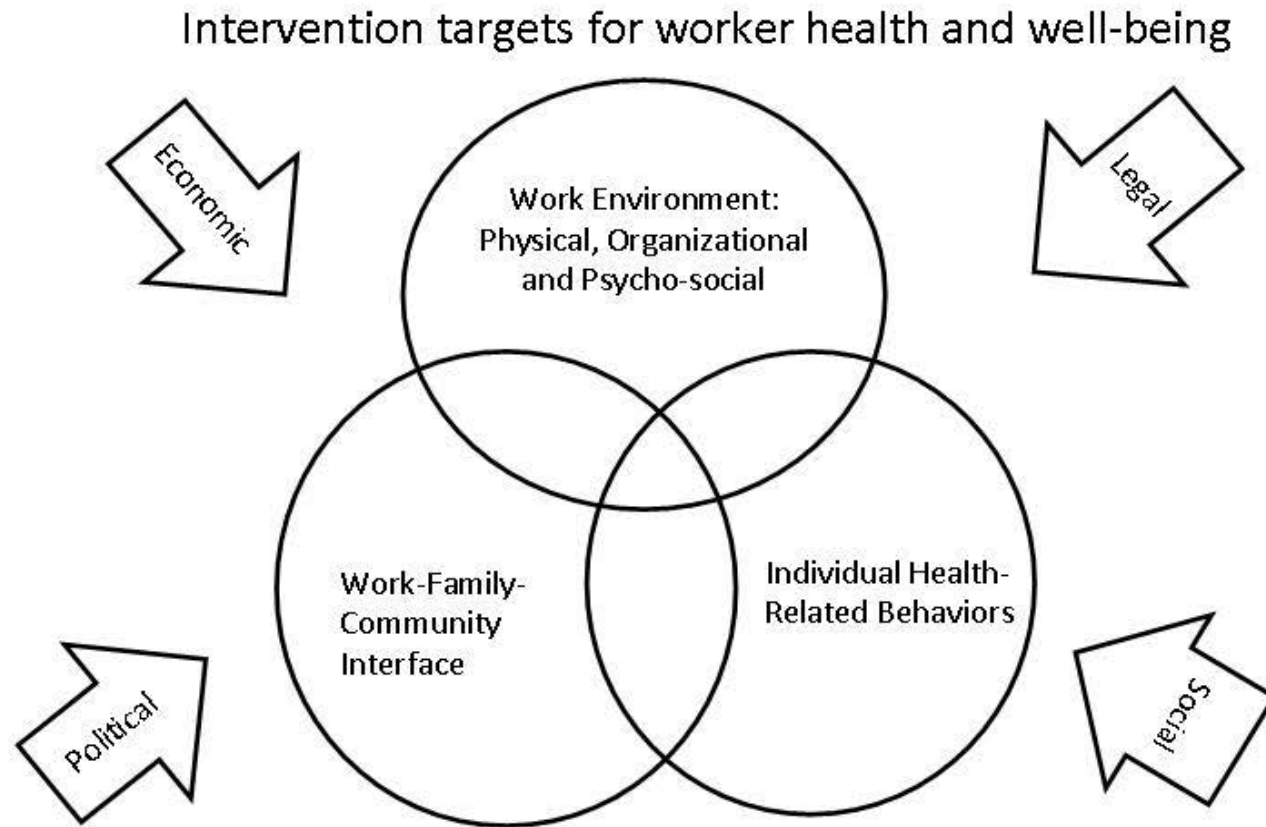 Intervention targets for worker health and well-being
Economic
Legal
Work Environment:
Physical, Organizational
and Psycho-social
Work-Family-
Community
Interface
Individual Health-
Related Behaviors
Political
Social